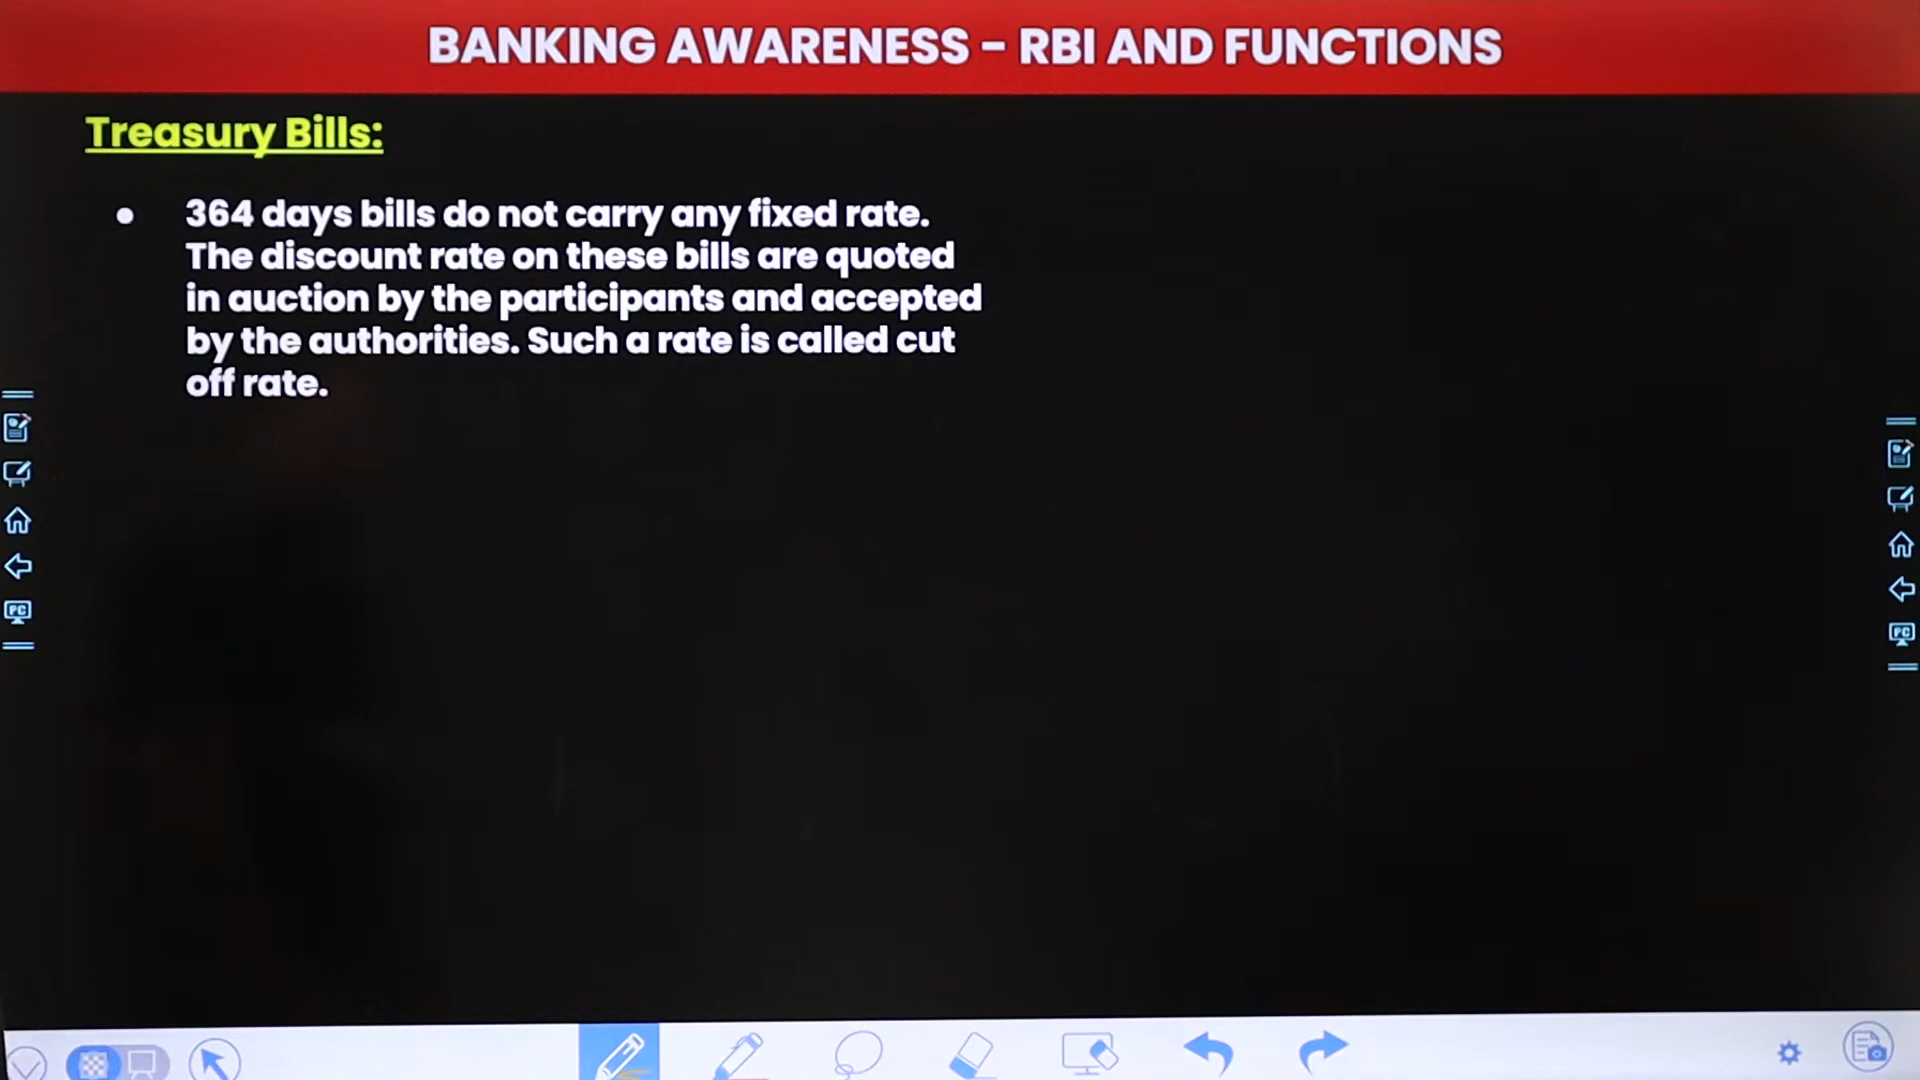 BANKING AWARENESS - RBI AND FUNCTIONS
Treasury Bills:
● 364 days bills do not carry any fixed rate.
The discount rate on these bills are quoted
in auction by the participants and accepted
by the authorities. Such a rate is called cut
off rate.
PC
PC